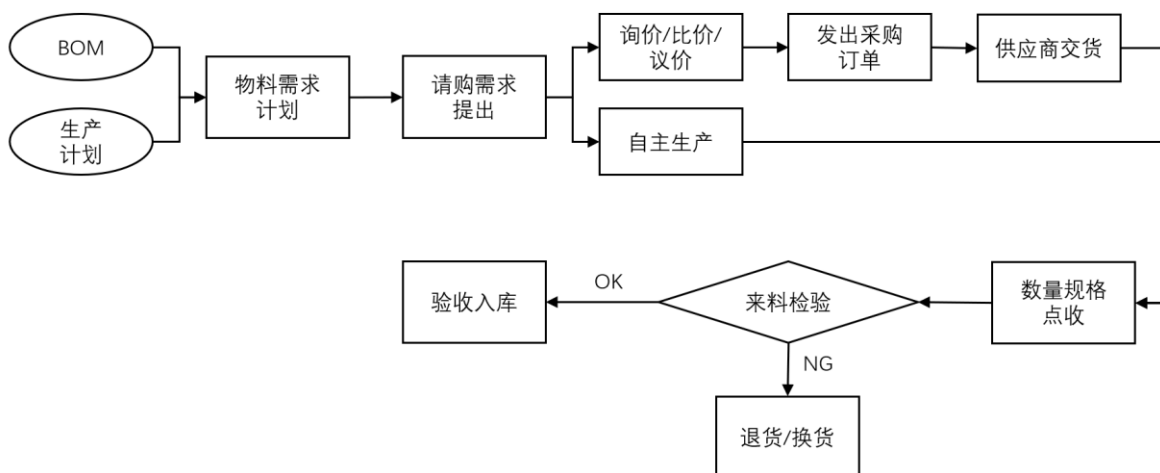 BOM
生产
计划
物料需求
计划
请购需求
提出
询价/比价/
议价
发出采购
订单
供应商交货
自主生产
数量规格
点收
来料检验
OK
验收入库
NG
退货/换货